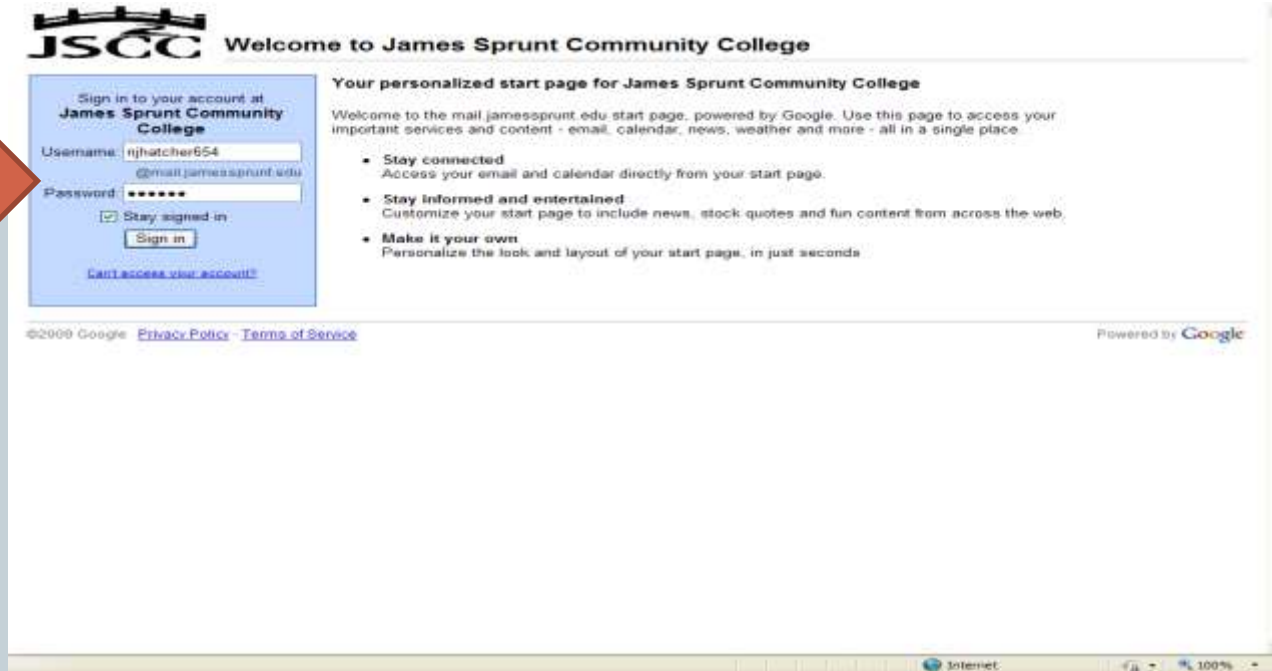 JSCC Welcome to James Sprunt Community College
Sign in to your account at
James Sprunt Community
College
Username: njhatcher654
@mail.jamessprunt.edu
Password: ••••••
Stay signed in
Sign in
Can't access your account?
Your personalized start page for James Sprunt Community College
Welcome to the mail.jamessprunt.edu start page, powered by Google. Use this page to access your
important services and content - email, calendar, news, weather and more - all in a single place.
• Stay connected
Access your email and calendar directly from your start page.
• Stay informed and entertained
Customize your start page to include news, stock quotes and fun content from across the web.
• Make it your own
Personalize the look and layout of your start page, in just seconds
©2009 Google Privacy Policy - Terms of Service
Powered by Google
Internet
100%